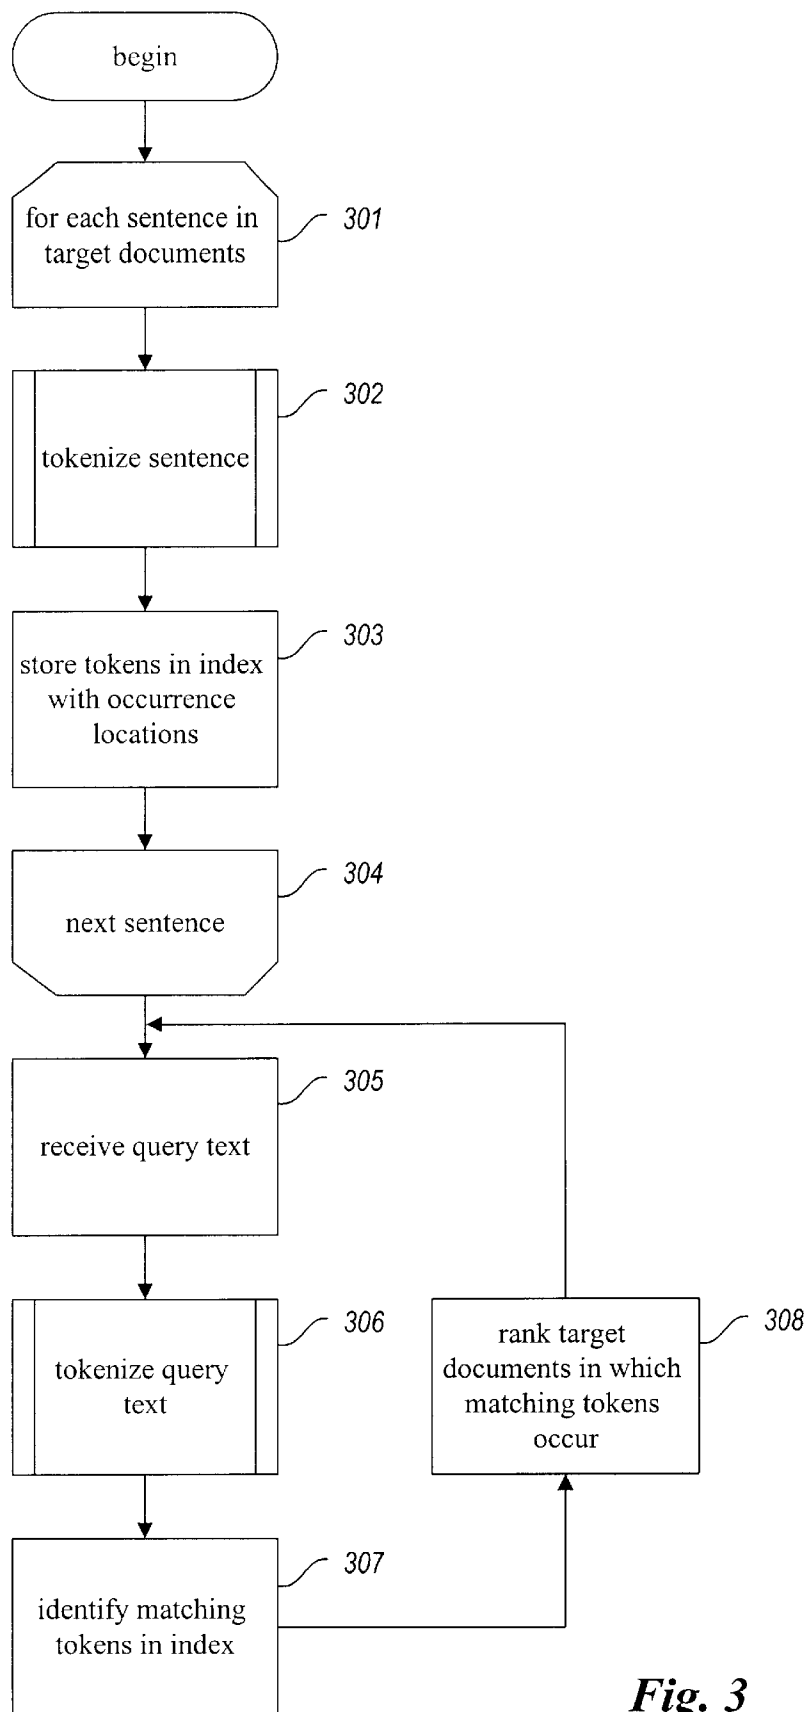 begin
for each sentence in
target documents
301
tokenize sentence
302
store tokens in index
with occurrence
locations
303
next sentence
304
receive query text
305
tokenize query
text
306
rank target
documents in which
matching tokens
occur
308
identify matching
tokens in index
307
Fig. 3